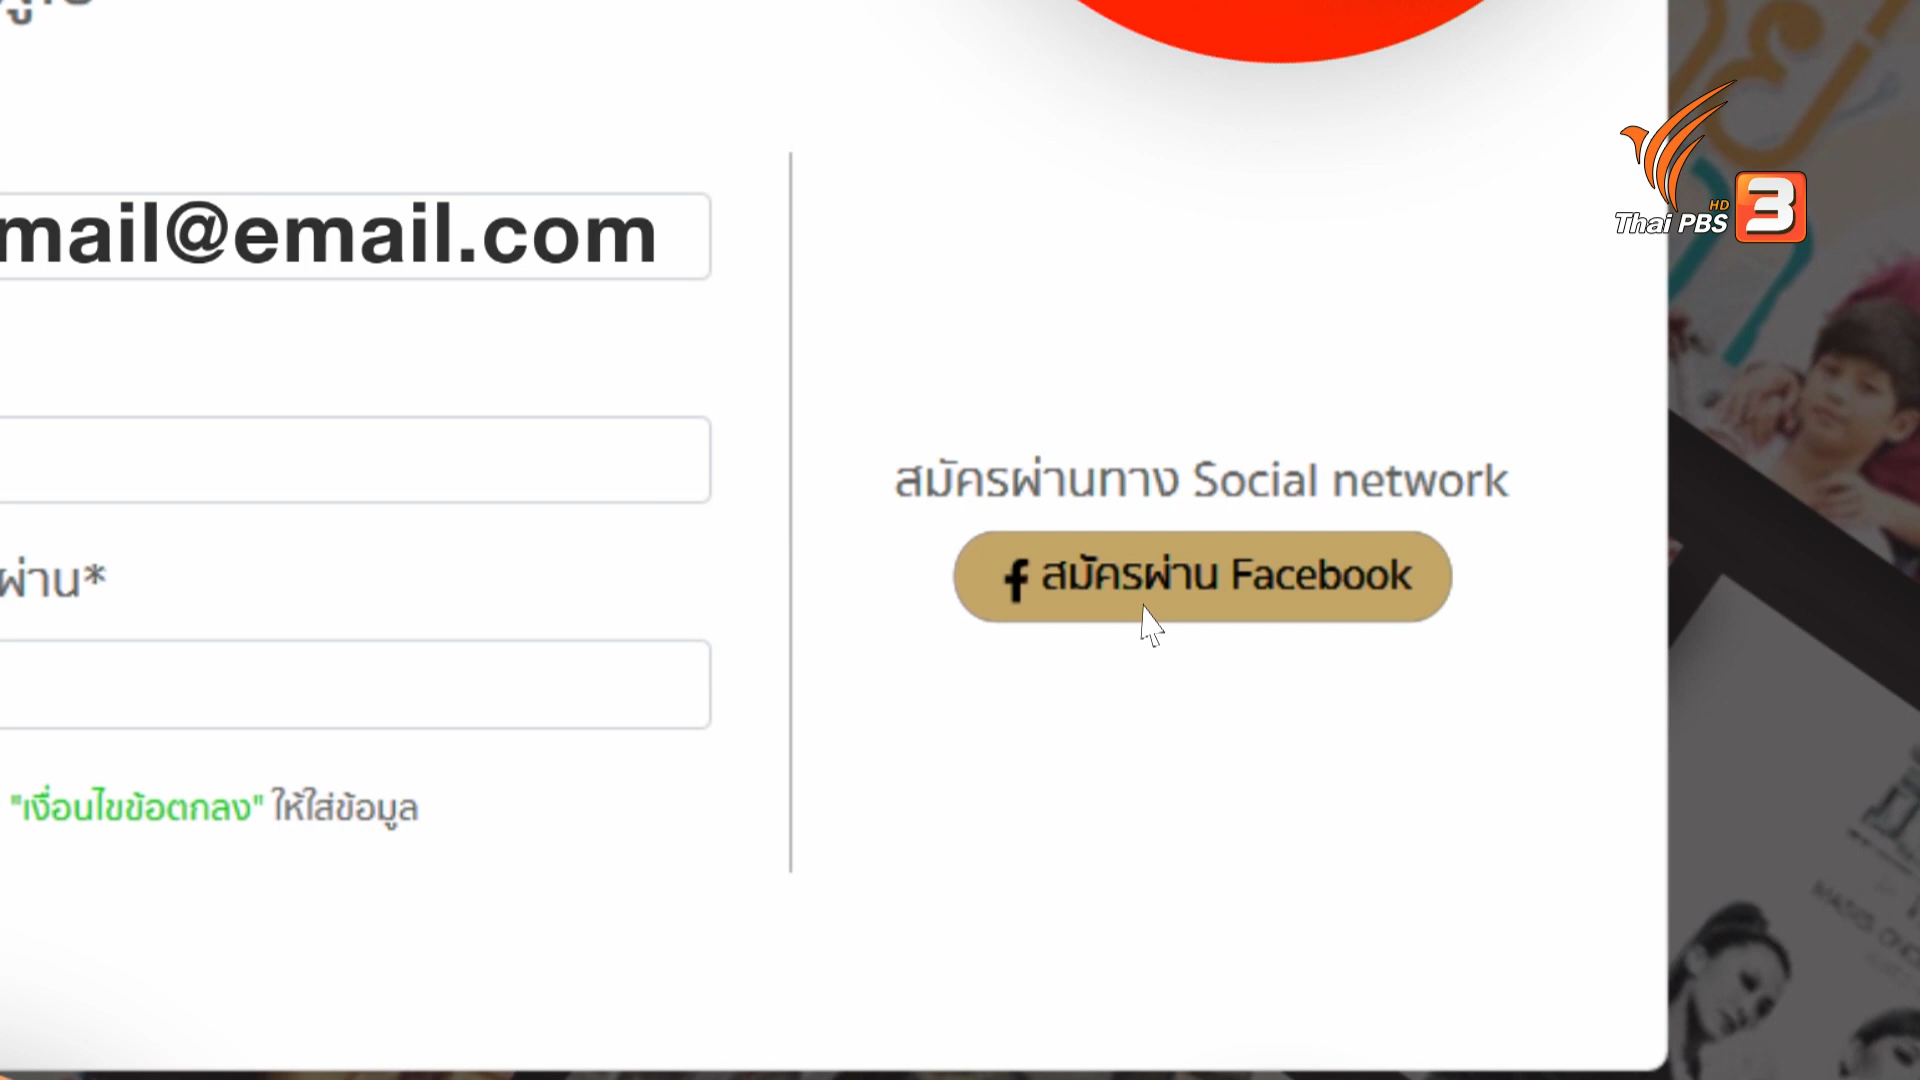 mail@email.com
HD
Thai PBS 3
สมัครผ่านทาง Social network
f สมัครผ่าน Facebook
ผ่าน*
"เงื่อนไขข้อตกลง" ให้ใส่ข้อมูล